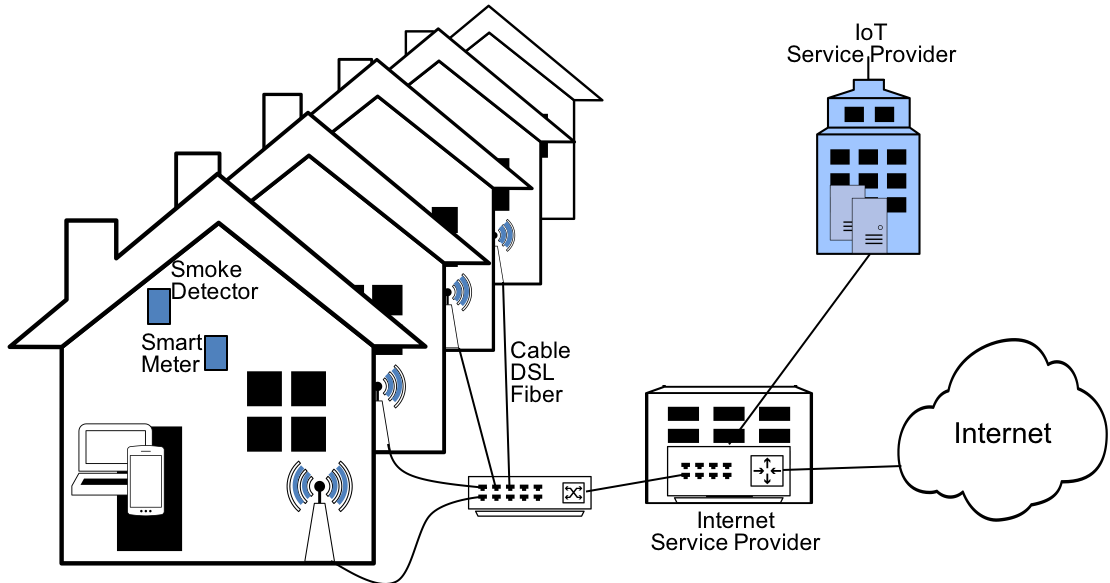 IoT
Service Provider
Smoke
Detector
Smart
Meter
Cable
DSL
Fiber
Internet
Internet
Service Provider